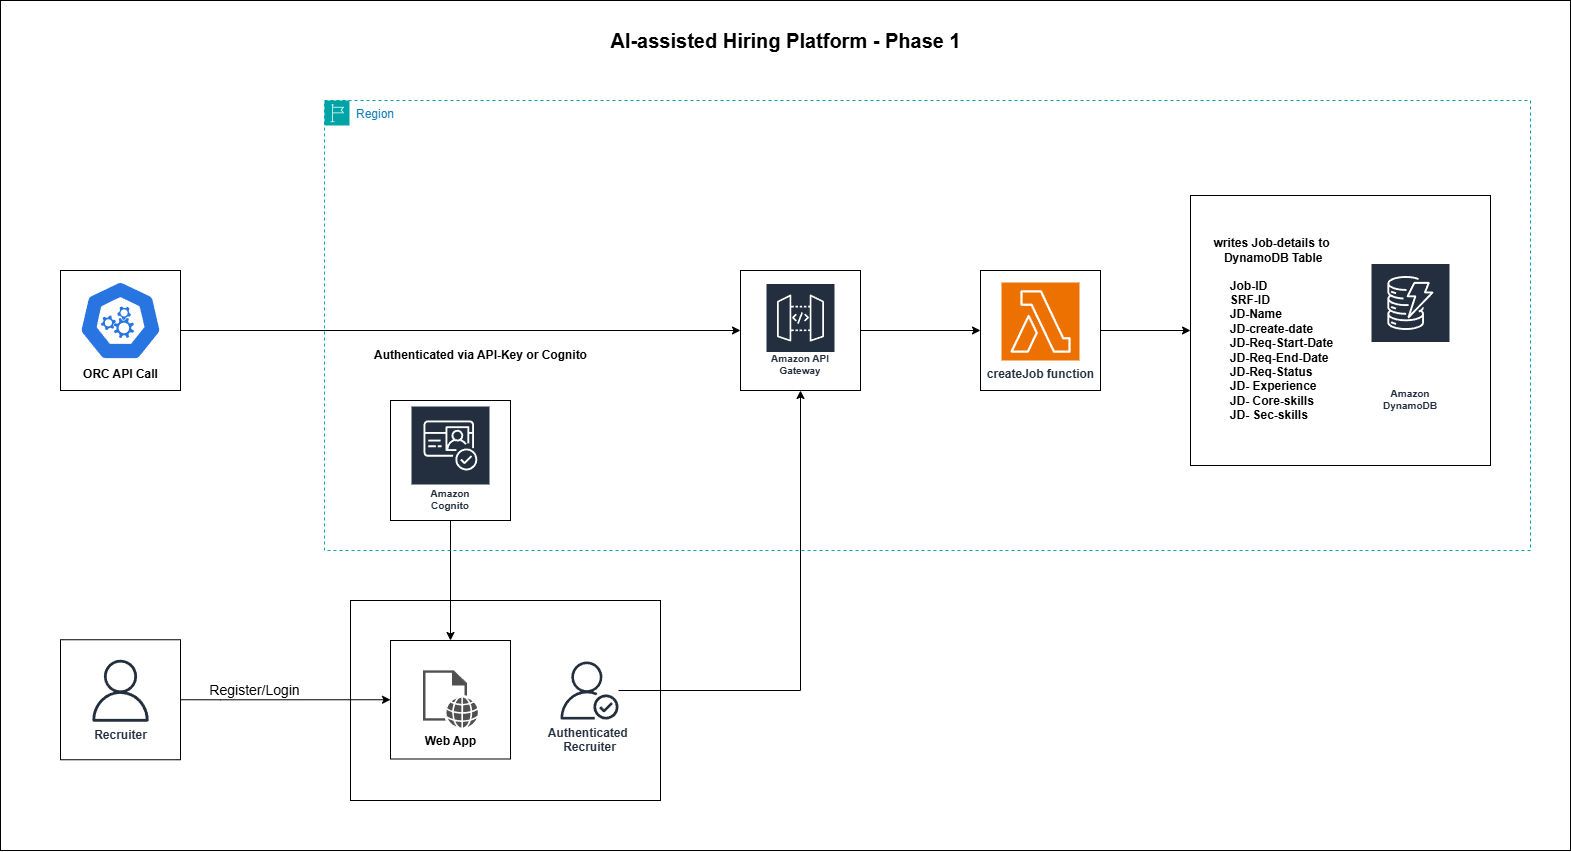 AI-assisted Hiring Platform - Phase 1
Region
writes Job-details to
DynamoDB Table
Job-ID
SRF-ID
JD-Name
JD-create-date
JD-Req-Start-Date
JD-Req-End-Date
JD-Req-Status
JD- Experience
JD- Core-skills
JD- Sec-skills
Amazon
DynamoDB
ORC API Call
Authenticated via API-Key or Cognito
Amazon API
Gateway
createJob function
Amazon
Cognito
Recruiter
Register/Login
Web App
Authenticated
Recruiter